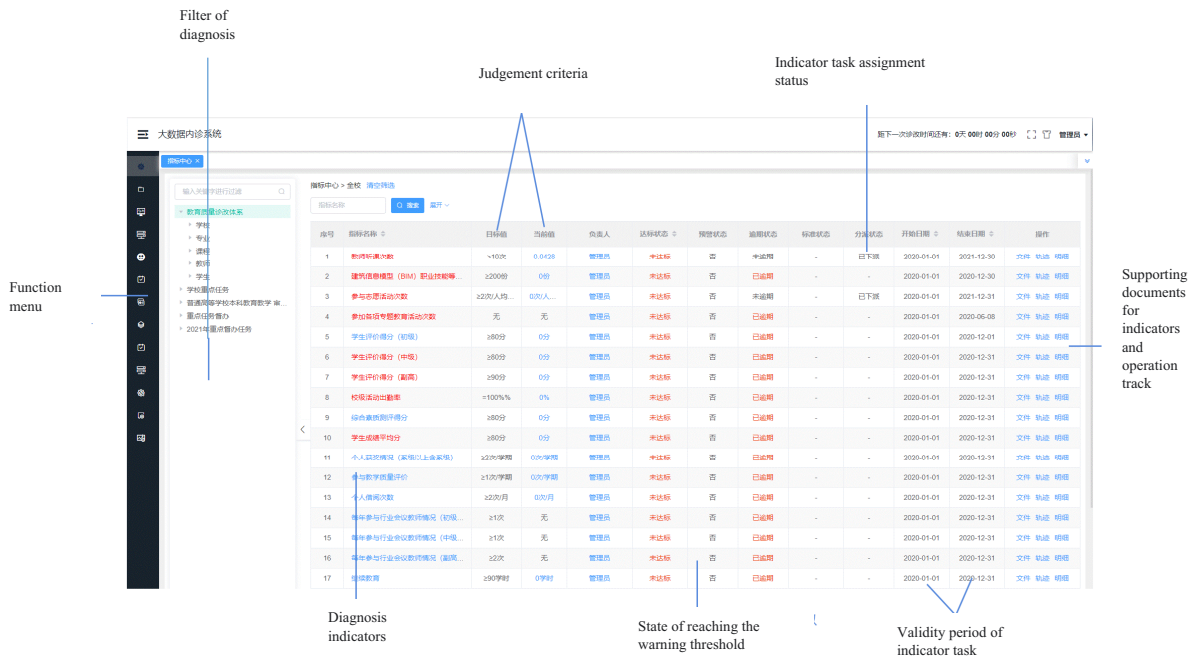 Filter of
diagnosis
Judgement criteria
Indicator task assignment
status
大数据内诊系统
距下一次诊改时间还有: 0天 00时 00分 00秒 管理员
指标中心 ×
输入关键字进行过滤
教育质量诊改体系
学校
专业
课程
教师
学生
学校重点任务
普通高等学校本科教育教学 审...
重点任务督办
2021年重点督办任务
指标中心 > 全校 清空筛选
指标名称 搜索 展开
序号 指标名称 目标值 当前值 负责人 达标状态 预警状态 逾期状态 标准状态 分派状态 开始日期 结束日期 操作
1 教师听课次数 >10次 0.0428 管理员 未达标 否 未逾期 - 已下派 2020-01-01 2021-12-30 文件 轨迹 明细
2 建筑信息模型（BIM）职业技能等... ≥200份 0份 管理员 未达标 否 已逾期 - - 2020-01-01 2020-12-30 文件 轨迹 明细
3 参与志愿活动次数 ≥2次/人均... 0次/人... 管理员 未达标 否 未逾期 - 已下派 2020-01-01 2021-12-31 文件 轨迹 明细
4 参加各项专题教育活动次数 无 无 管理员 未达标 否 已逾期 - - 2020-01-01 2020-06-08 文件 轨迹 明细
5 学生评价得分（初级） ≥80分 0分 管理员 未达标 否 已逾期 - - 2020-01-01 2020-12-01 文件 轨迹 明细
6 学生评价得分（中级） ≥80分 0分 管理员 未达标 否 已逾期 - - 2020-01-01 2020-12-31 文件 轨迹 明细
7 学生评价得分（副高） ≥90分 0分 管理员 未达标 否 已逾期 - - 2020-01-01 2020-12-31 文件 轨迹 明细
8 校级活动出勤率 =100%% 0% 管理员 未达标 否 已逾期 - - 2020-01-01 2020-12-31 文件 轨迹 明细
9 综合素质测评得分 ≥80分 0分 管理员 未达标 否 已逾期 - - 2020-01-01 2020-12-31 文件 轨迹 明细
10 学生成绩平均分 ≥80分 0分 管理员 未达标 否 已逾期 - - 2020-01-01 2020-12-31 文件 轨迹 明细
11 个人获奖情况（系级以上含系级） ≥2次/学期 0次/学期 管理员 未达标 否 已逾期 - - 2020-01-01 2020-12-31 文件 轨迹 明细
12 参与教学质量评价 ≥1次/学期 0次/学期 管理员 未达标 否 已逾期 - - 2020-01-01 2020-12-31 文件 轨迹 明细
13 个人借阅次数 ≥2次/月 0次/月 管理员 未达标 否 已逾期 - - 2020-01-01 2020-12-31 文件 轨迹 明细
14 每年参与行业会议教师情况（初级... ≥1次 无 管理员 未达标 否 已逾期 - - 2020-01-01 2020-12-31 文件 轨迹 明细
15 每年参与行业会议教师情况（中级... ≥1次 无 管理员 未达标 否 已逾期 - - 2020-01-01 2020-12-31 文件 轨迹 明细
16 每年参与行业会议教师情况（副高... ≥2次 无 管理员 未达标 否 已逾期 - - 2020-01-01 2020-12-31 文件 轨迹 明细
17 继续教育 ≥90学时 0学时 管理员 未达标 否 已逾期 - - 2020-01-01 2020-12-31 文件 轨迹 明细
Function
menu
Supporting
documents
for
indicators
and
operation
track
Diagnosis
indicators
State of reaching the
warning threshold
Validity period of
indicator task